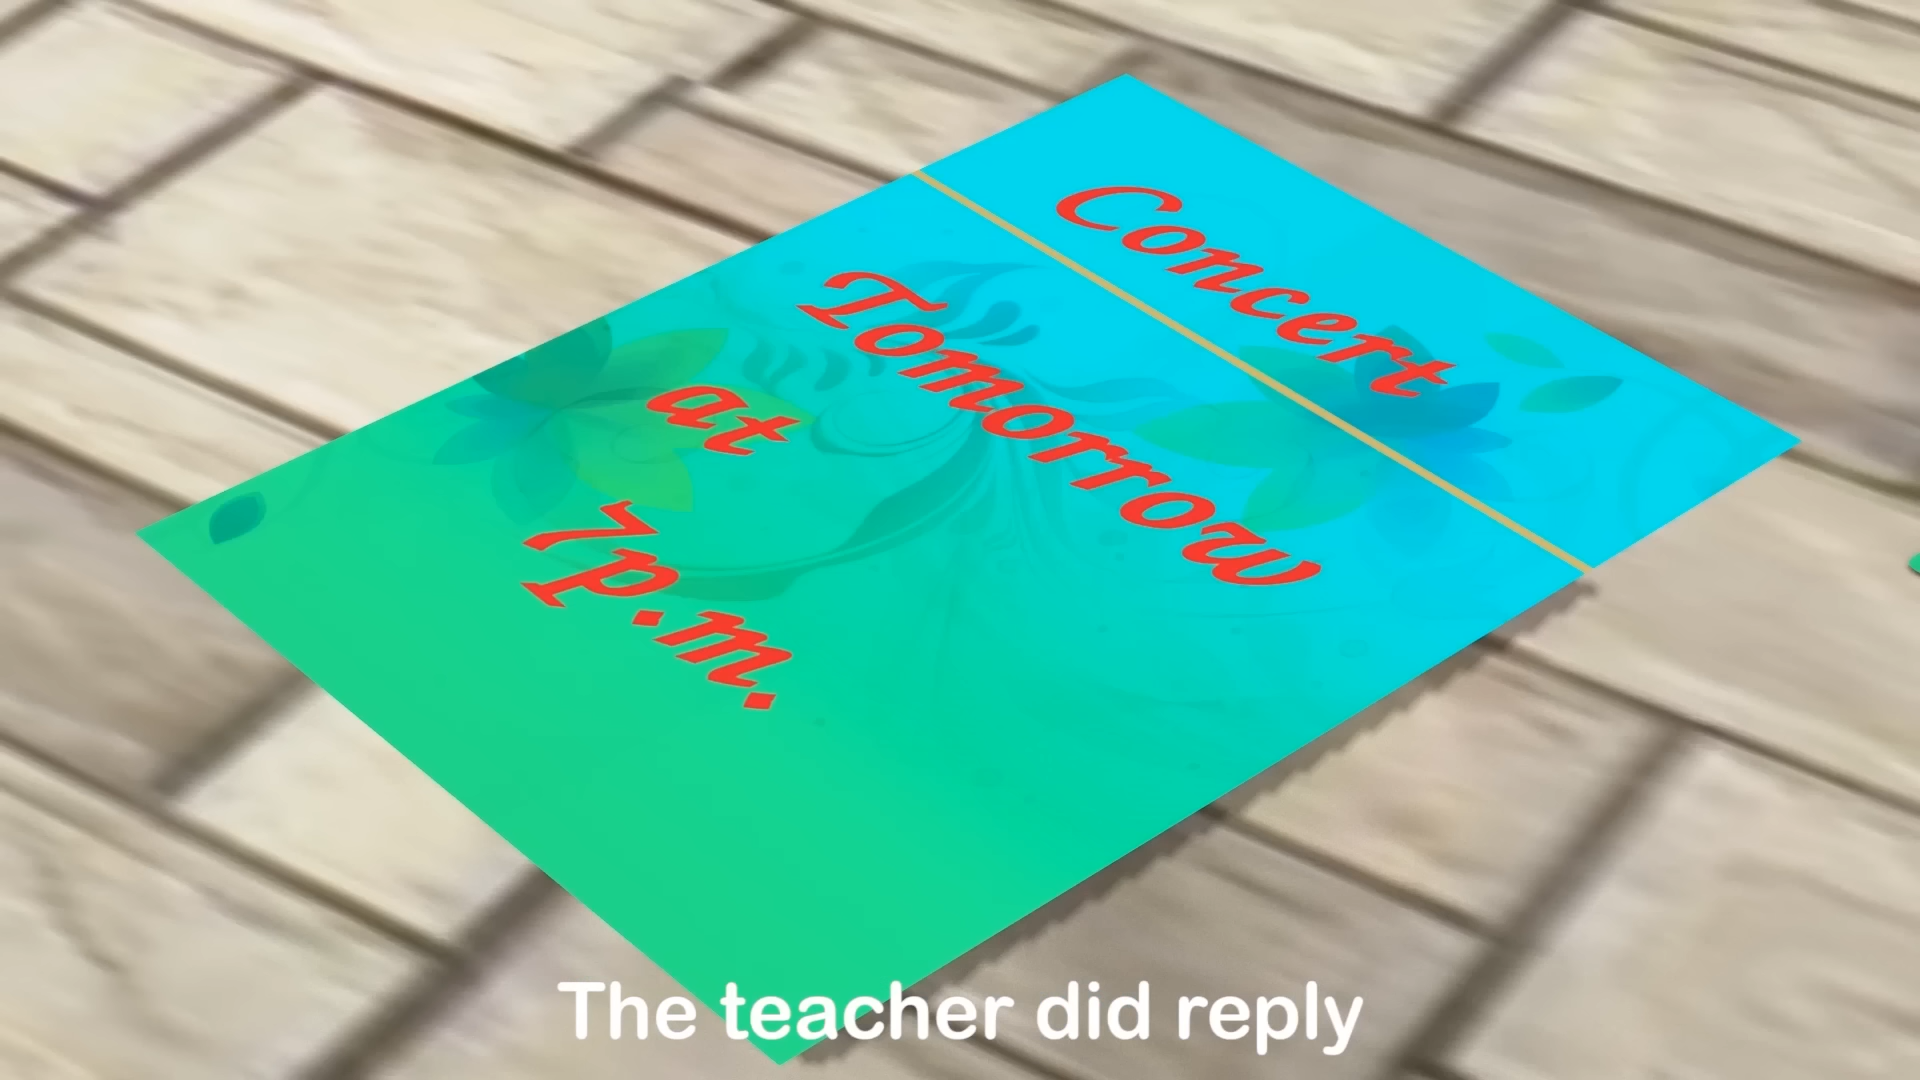 Concert
Tomorrow
at
7p.m.
The teacher did reply